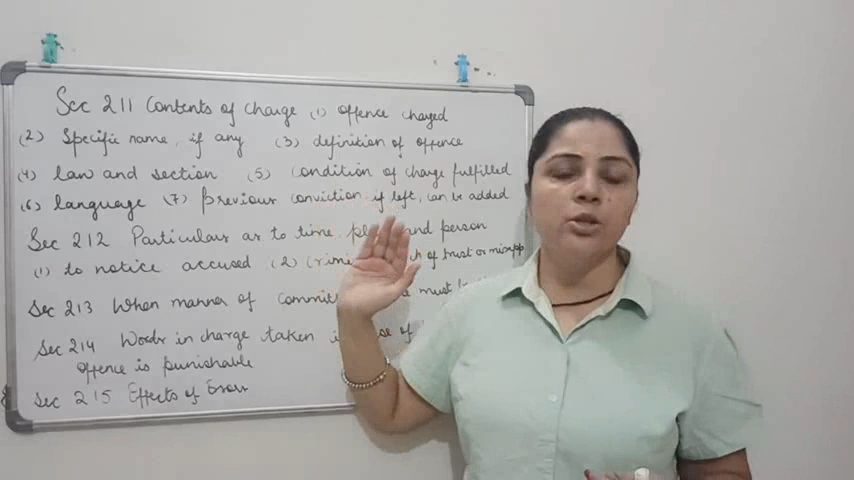 Sec 211 Contents of charge (1) offence charged
(2) Specific name, if any (3) definition of offence
(4) law and section (5) condition of charge fulfilled
(6) language (7) Previous conviction if left, can be added
Sec 212 Particulars as to time, and person
(1) to notice accused (2) of trust or misapp
Sec 213 When manner of must
Sec 214 Words in charge taken of
offence is punishable
Sec 215 Effects of Error